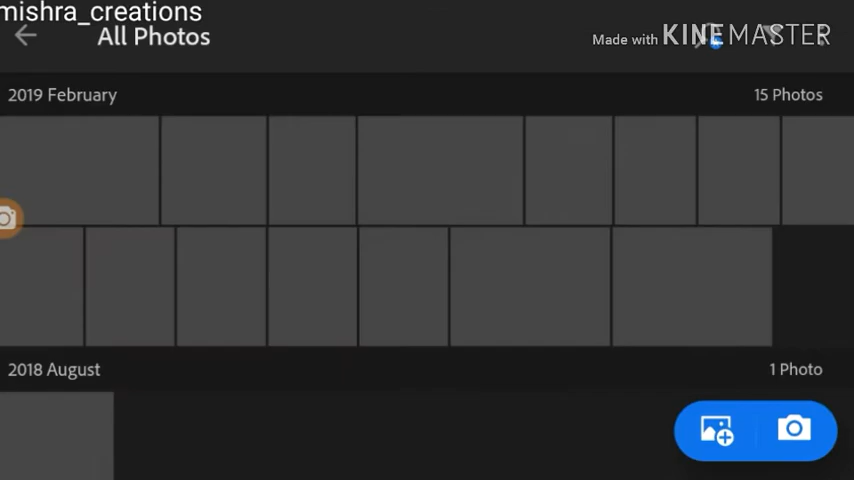 mishra_creations
All Photos
Made with KINEMASTER
2019 February
15 Photos
2018 August
1 Photo